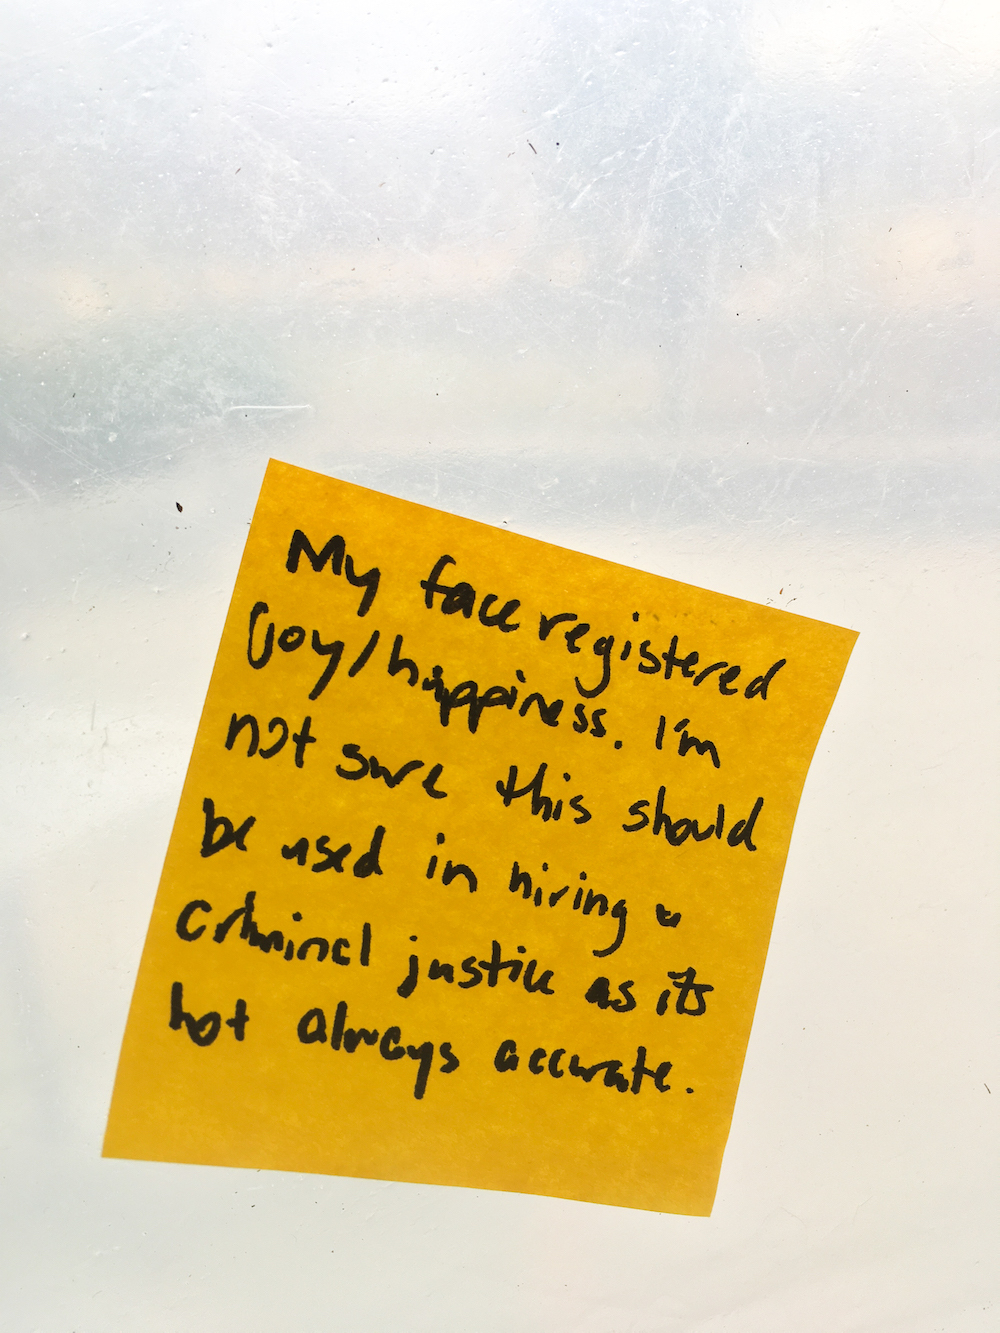 My face registered
joy/happiness. I'm
not sure this should
be used in hiring or
criminal justice as its
not always accurate.